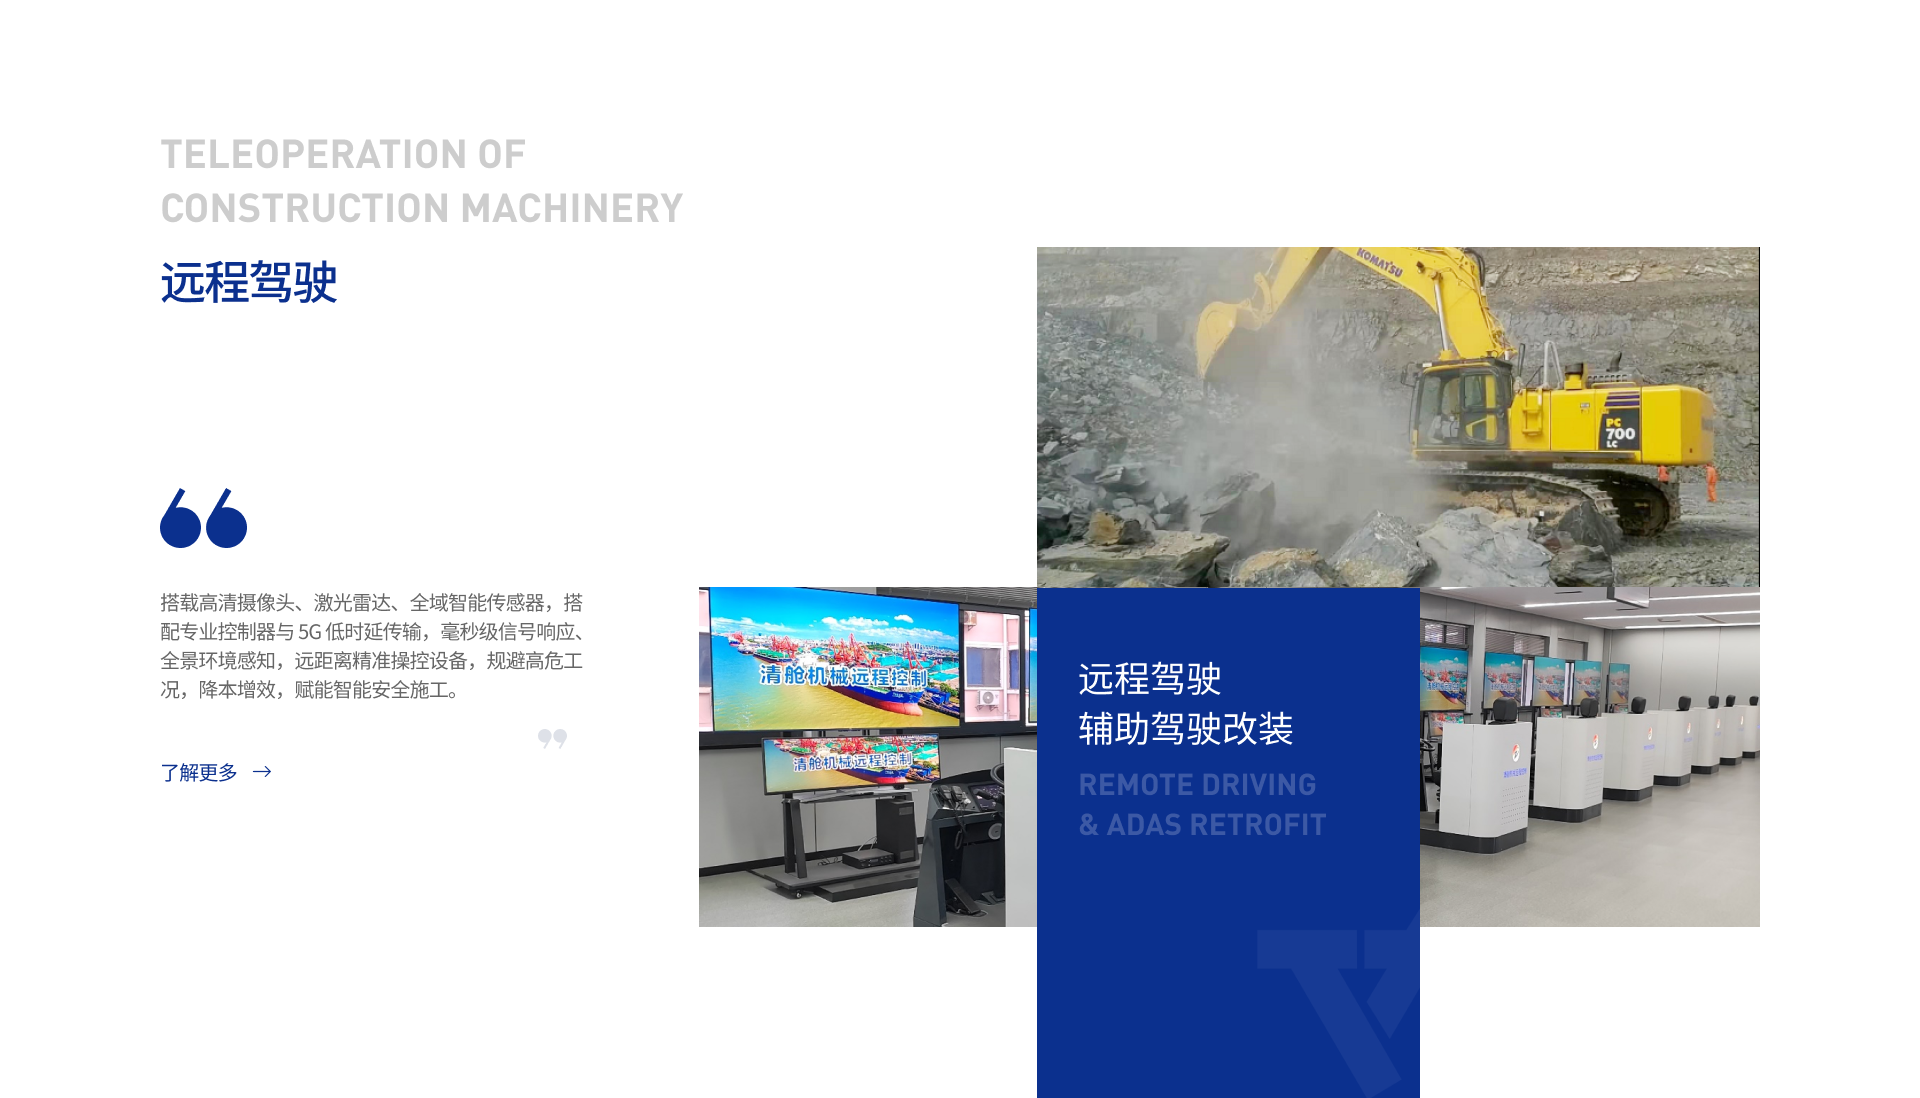 TELEOPERATION OF
CONSTRUCTION MACHINERY
远程驾驶
搭载高清摄像头、激光雷达、全域智能传感器，搭
配专业控制器与 5G 低时延传输，毫秒级信号响应、
全景环境感知，远距离精准操控设备，规避高危工
况，降本增效，赋能智能安全施工。
了解更多
KOMATSU
PC
700
LC
清舱机械远程控制
清舱机械远程控制
远程驾驶
辅助驾驶改装
REMOTE DRIVING
& ADAS RETROFIT